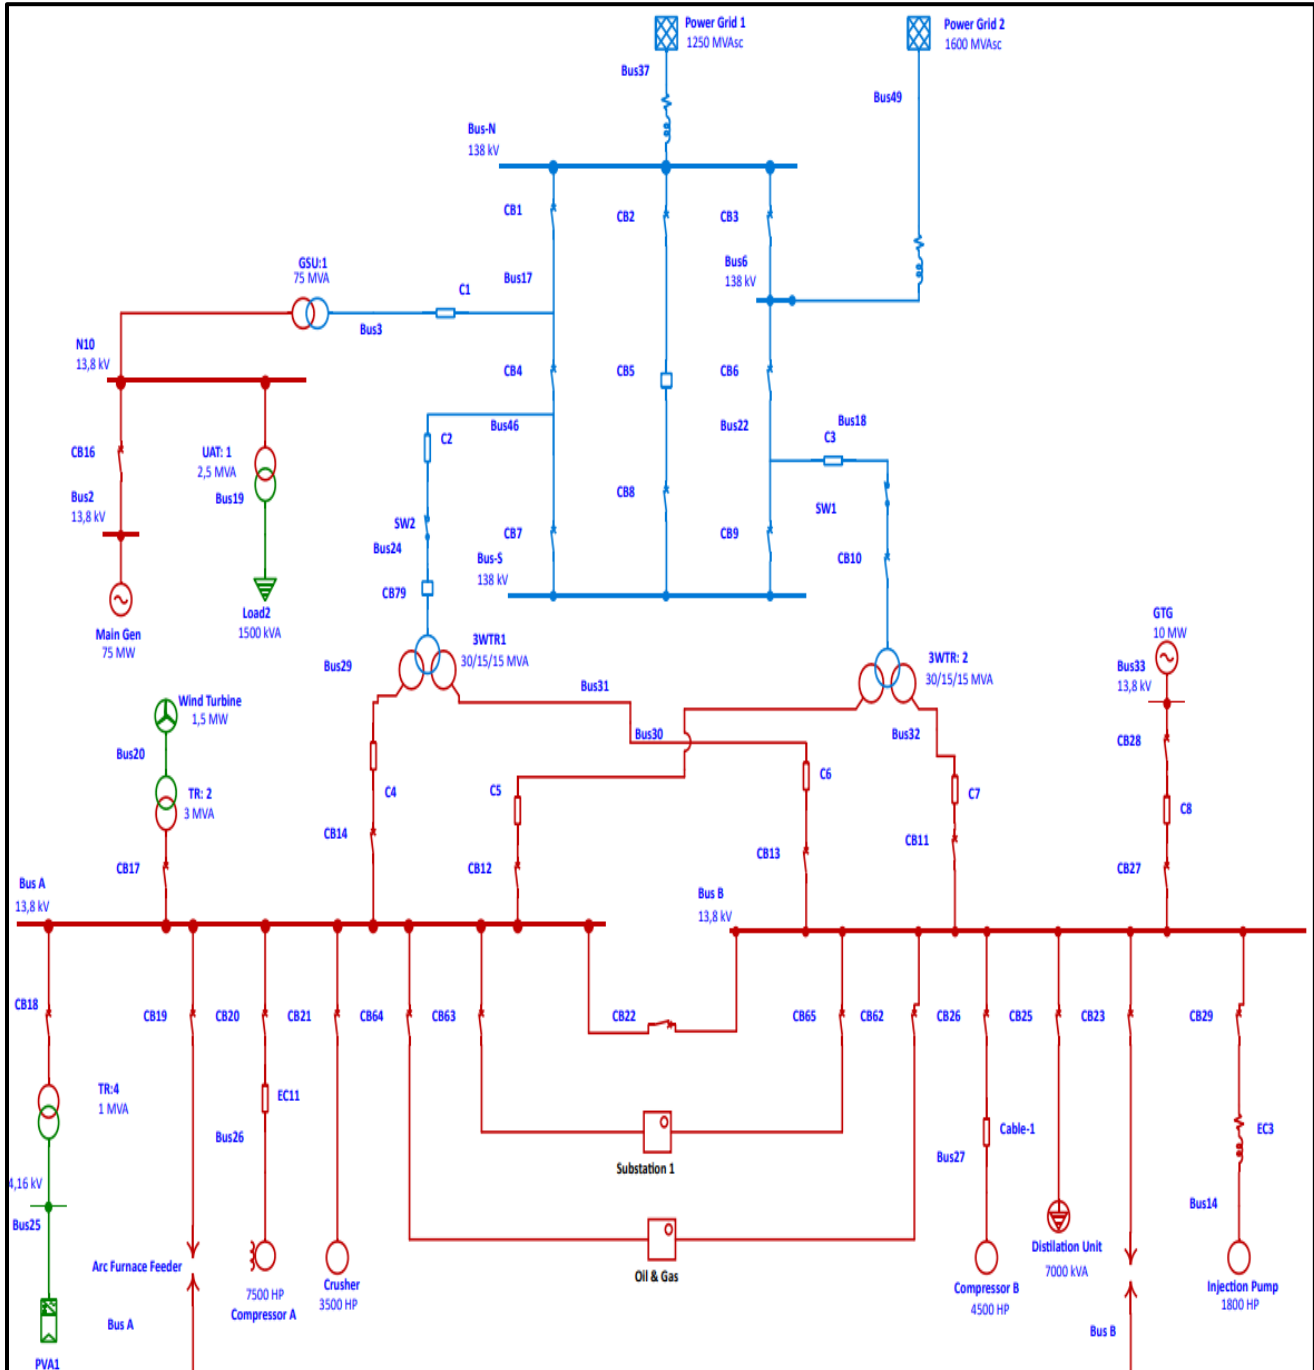 Power Grid 1
1250 MVAsc
Power Grid 2
1600 MVAsc
Bus37
Bus49
Bus-N
138 kV
CB1
CB2
CB3
GSU:1
75 MVA
Bus17
Bus6
138 kV
C1
Bus3
N10
13,8 kV
CB4
CB5
CB6
Bus46
Bus22
Bus18
C2
C3
CB16
UAT: 1
2,5 MVA
Bus2
13,8 kV
Bus19
CB8
SW1
SW2
Bus24
CB7
CB9
Bus-S
138 kV
CB10
CB79
Load2
1500 kVA
Main Gen
75 MW
3WTR1
30/15/15 MVA
3WTR: 2
30/15/15 MVA
GTG
10 MW
Bus29
Bus33
13,8 kV
Bus31
Wind Turbine
1,5 MW
Bus30
Bus32
Bus20
CB28
TR: 2
3 MVA
C4
C5
C6
C7
C8
CB14
CB11
CB17
CB12
CB13
CB27
Bus A
13,8 kV
Bus B
13,8 kV
CB18
CB19
CB20
CB21
CB64
CB63
CB22
CB65
CB62
CB26
CB25
CB23
CB29
TR:4
1 MVA
EC11
Cable-1
EC3
Bus26
Bus27
Substation 1
4,16 kV
Bus25
Bus14
Arc Furnace Feeder
Oil & Gas
Distilation Unit
7000 kVA
7500 HP
Compressor A
Crusher
3500 HP
Compressor B
4500 HP
Injection Pump
1800 HP
Bus A
Bus B
PVA1